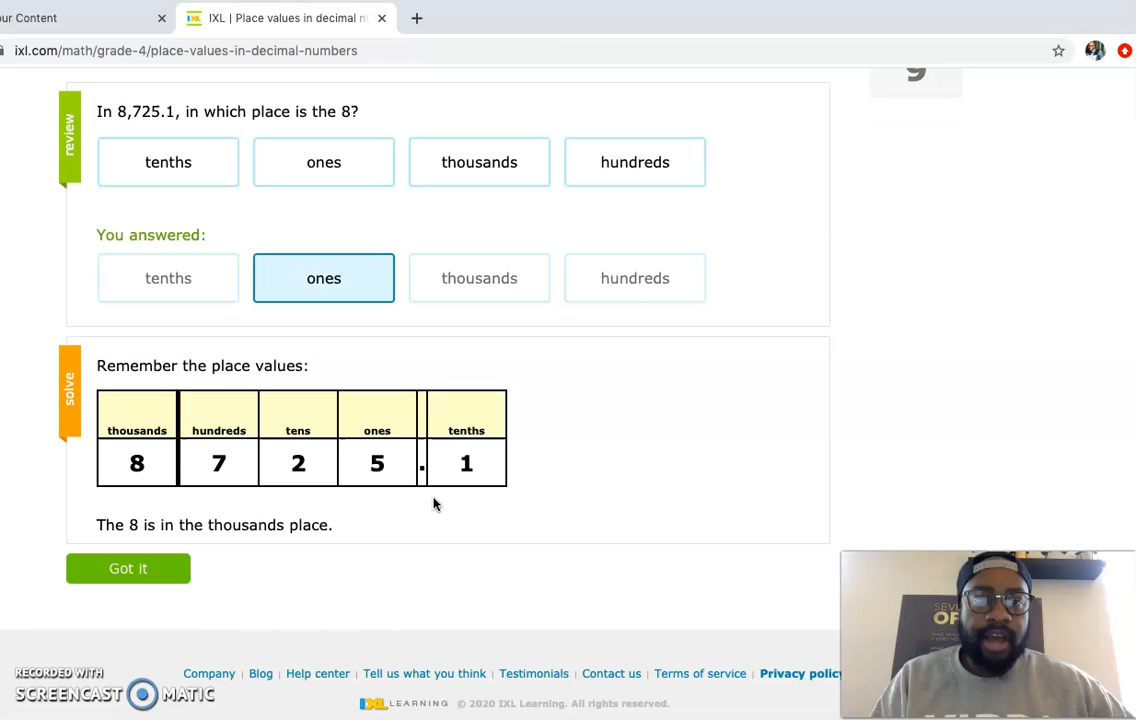 our Content
IXL | Place values in decimal n
ixl.com/math/grade-4/place-values-in-decimal-numbers
9
review
In 8,725.1, in which place is the 8?
tenths ones thousands hundreds
You answered:
tenths ones thousands hundreds
solve
Remember the place values:
thousands hundreds tens ones tenths
8 7 2 5 . 1
The 8 is in the thousands place.
Got it
SEV
OF
RECORDED WITH
SCREENCAST MATIC
Company | Blog | Help center | Tell us what you think | Testimonials | Contact us | Terms of service | Privacy policy
IXL LEARNING © 2020 IXL Learning. All rights reserved.